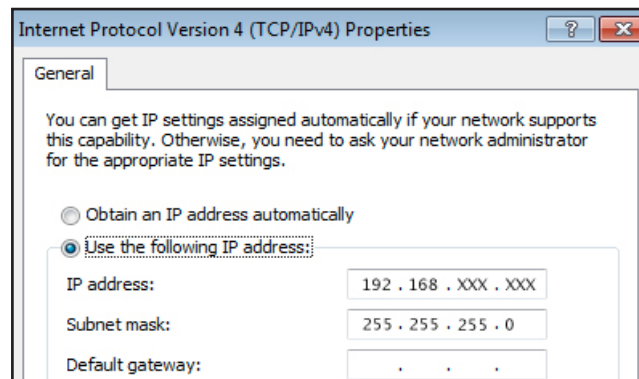 Internet Protocol Version 4 (TCP/IPv4) Properties
General
You can get IP settings assigned automatically if your network supports
this capability. Otherwise, you need to ask your network administrator
for the appropriate IP settings.
Obtain an IP address automatically
Use the following IP address:
IP address: 192 . 168 . XXX . XXX
Subnet mask: 255 . 255 . 255 . 0
Default gateway: . . .